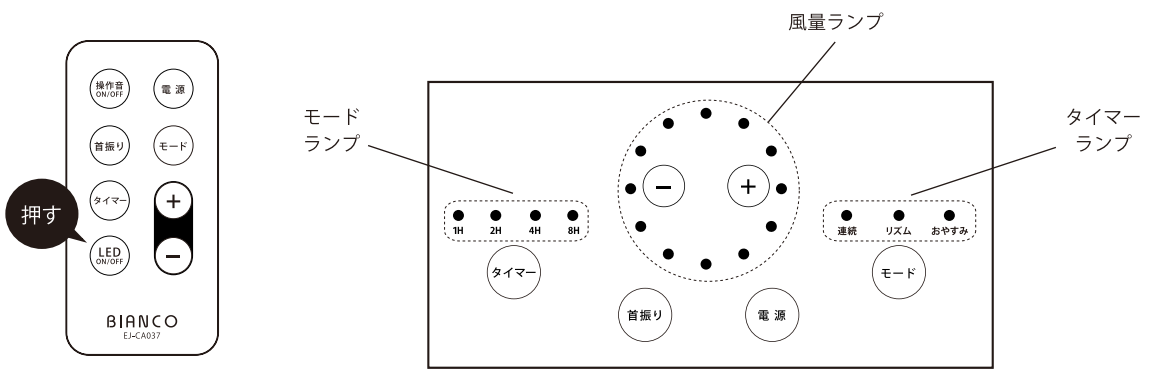 操作音
ON/OFF
電 源
首振り
モード
タイマー
+
押す
LED
ON/OFF
−
BIANCO
EJ-CA037
風量ランプ
モード
ランプ
タイマー
ランプ
−
+
1H
2H
4H
8H
連続
リズム
おやすみ
タイマー
モード
首振り
電 源